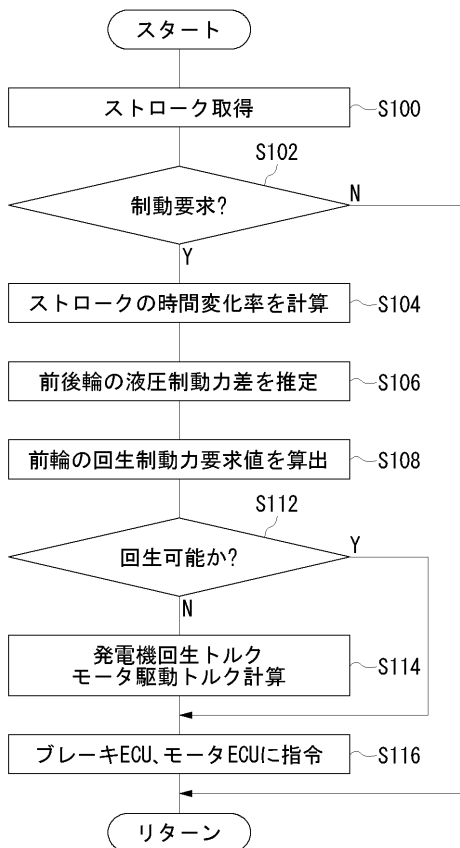 スタート
ストローク取得
S100
S102
制動要求?
N
Y
ストロークの時間変化率を計算
S104
前後輪の液圧制動力差を推定
S106
前輪の回生制動力要求値を算出
S108
S112
回生可能か?
Y
N
発電機回生トルク
モータ駆動トルク計算
S114
ブレーキECU、モータECUに指令
S116
リターン